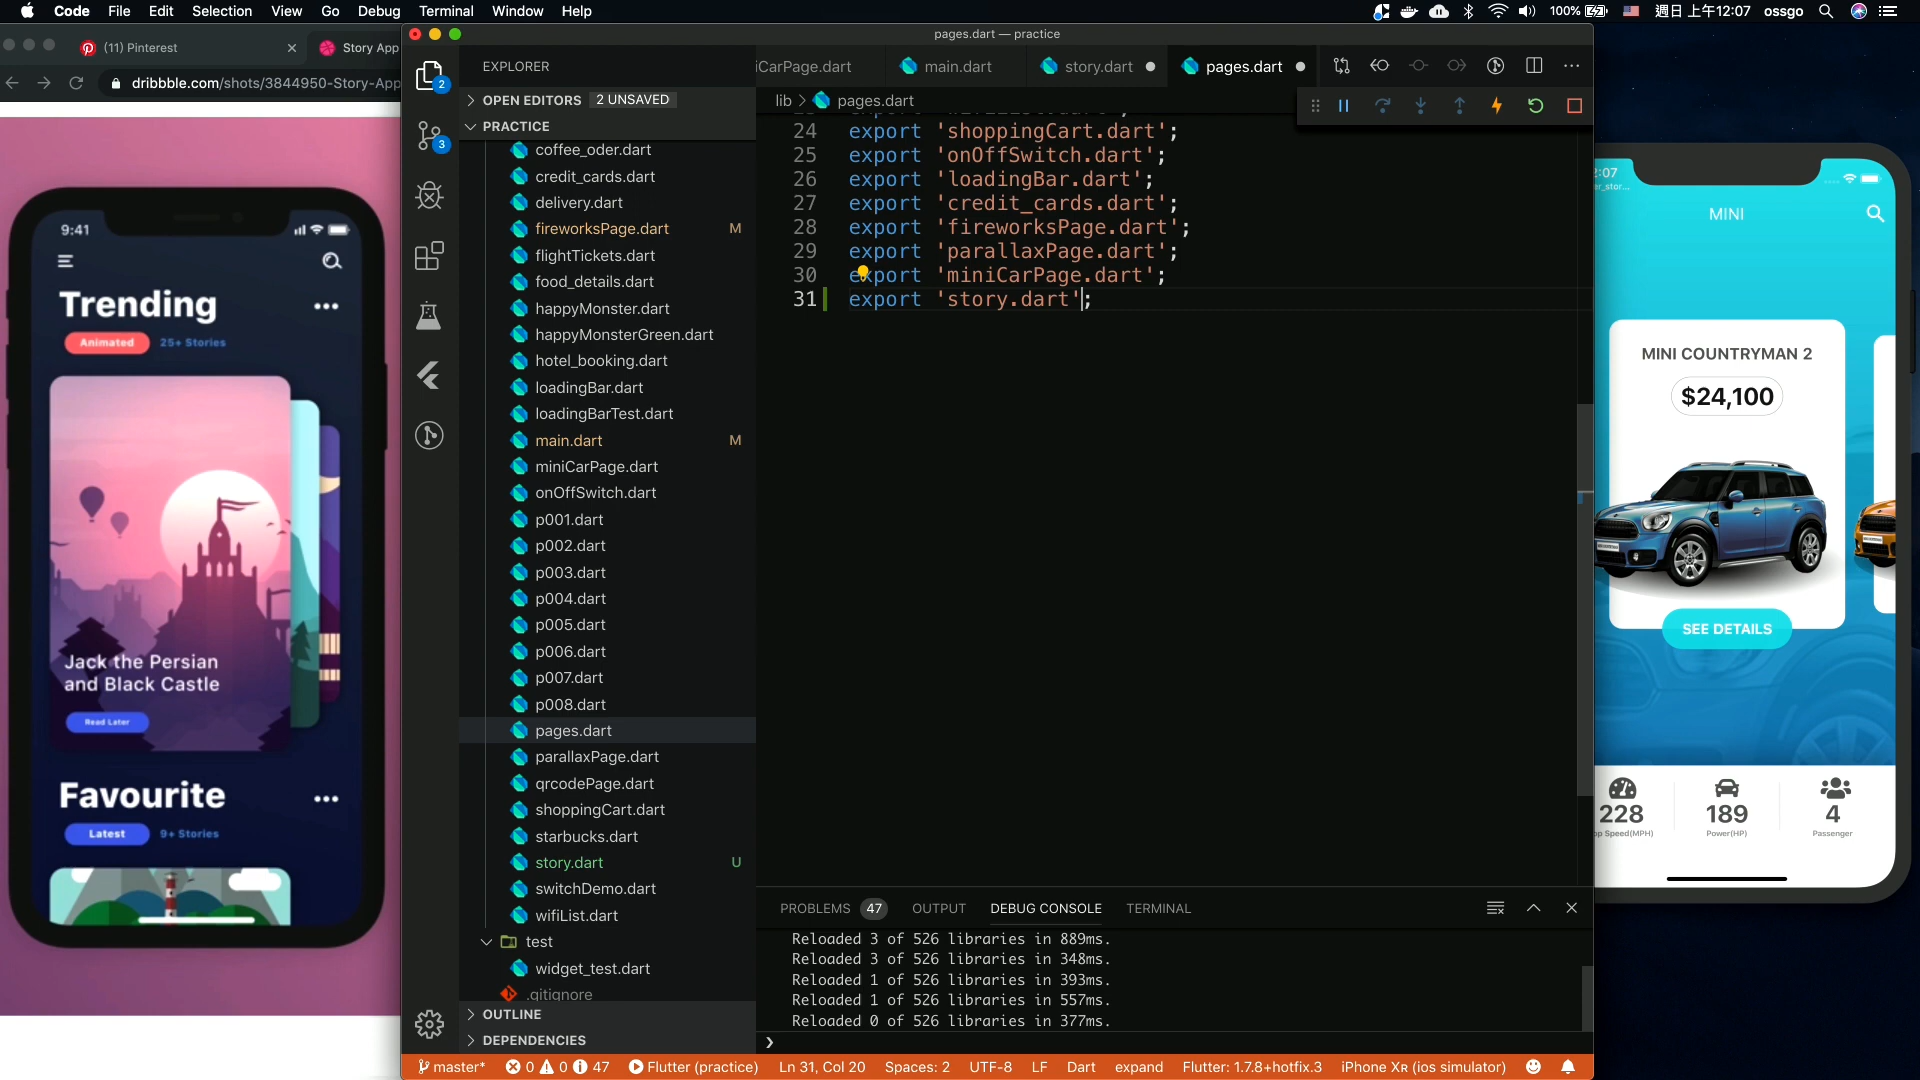 Code File Edit Selection View Go Debug Terminal Window Help
100% 週日 上午12:07 ossgo
(11) Pinterest
Story App
dribbble.com/shots/3844950-Story-App
9:41
Trending
Animated 25+ Stories
Jack the Persian
and Black Castle
Read Later
Favourite
Latest 9+ Stories
pages.dart — practice
2
3
EXPLORER
OPEN EDITORS 2 UNSAVED
PRACTICE
coffee_oder.dart
credit_cards.dart
delivery.dart
fireworksPage.dart M
flightTickets.dart
food_details.dart
happyMonster.dart
happyMonsterGreen.dart
hotel_booking.dart
loadingBar.dart
loadingBarTest.dart
main.dart M
miniCarPage.dart
onOffSwitch.dart
p001.dart
p002.dart
p003.dart
p004.dart
p005.dart
p006.dart
p007.dart
p008.dart
pages.dart
parallaxPage.dart
qrcodePage.dart
shoppingCart.dart
starbucks.dart
story.dart U
switchDemo.dart
wifiList.dart
test
widget_test.dart
.gitignore
OUTLINE
DEPENDENCIES
iCarPage.dart main.dart story.dart pages.dart
lib > pages.dart
24 export 'shoppingCart.dart';
25 export 'onOffSwitch.dart';
26 export 'loadingBar.dart';
27 export 'credit_cards.dart';
28 export 'fireworksPage.dart';
29 export 'parallaxPage.dart';
30 export 'miniCarPage.dart';
31 export 'story.dart';
PROBLEMS 47 OUTPUT DEBUG CONSOLE TERMINAL
Reloaded 3 of 526 libraries in 889ms.
Reloaded 3 of 526 libraries in 348ms.
Reloaded 1 of 526 libraries in 393ms.
Reloaded 1 of 526 libraries in 557ms.
Reloaded 0 of 526 libraries in 377ms.
master* 0 0 47 Flutter (practice) Ln 31, Col 20 Spaces: 2 UTF-8 LF Dart expand Flutter: 1.7.8+hotfix.3 iPhone XR (ios simulator)
:07
er_stor...
MINI
MINI COUNTRYMAN 2
$24,100
SEE DETAILS
228 189 4
op Speed(MPH) Power(HP) Passenger